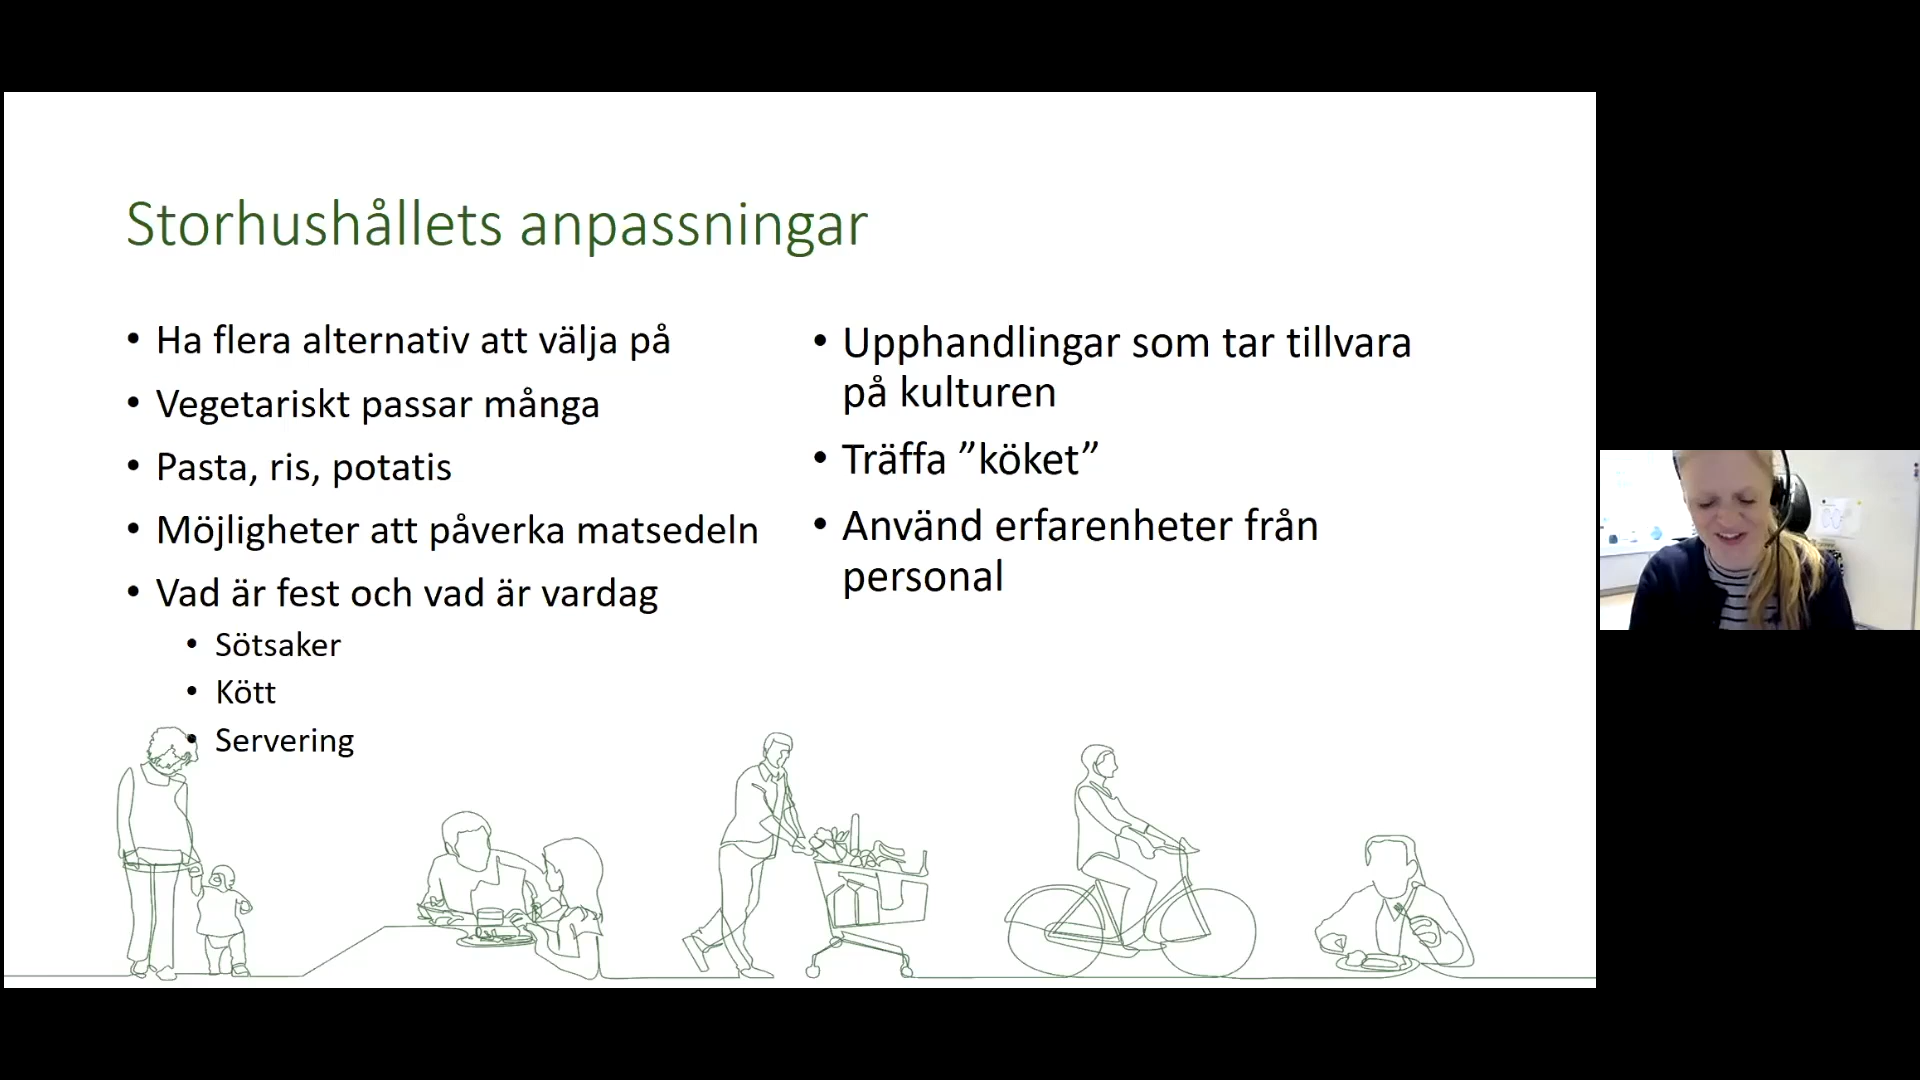 Storhushållets anpassningar
• Ha flera alternativ att välja på
• Vegetariskt passar många
• Pasta, ris, potatis
• Möjligheter att påverka matsedeln
• Vad är fest och vad är vardag
• Sötsaker
• Kött
• Servering
• Upphandlingar som tar tillvara
på kulturen
• Träffa ”köket”
• Använd erfarenheter från
personal